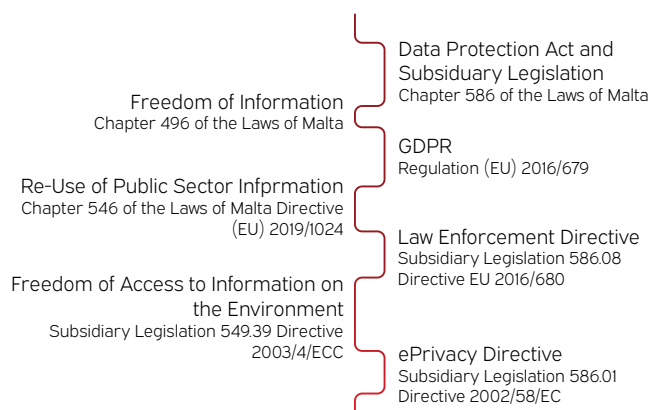 Data Protection Act and
Subsiduary Legislation
Chapter 586 of the Laws of Malta
Freedom of Information
Chapter 496 of the Laws of Malta
GDPR
Regulation (EU) 2016/679
Re-Use of Public Sector Infprmation
Chapter 546 of the Laws of Malta Directive
(EU) 2019/1024
Law Enforcement Directive
Subsidiary Legislation 586.08
Directive EU 2016/680
Freedom of Access to Information on
the Environment
Subsidiary Legislation 549.39 Directive
2003/4/ECC
ePrivacy Directive
Subsidiary Legislation 586.01
Directive 2002/58/EC